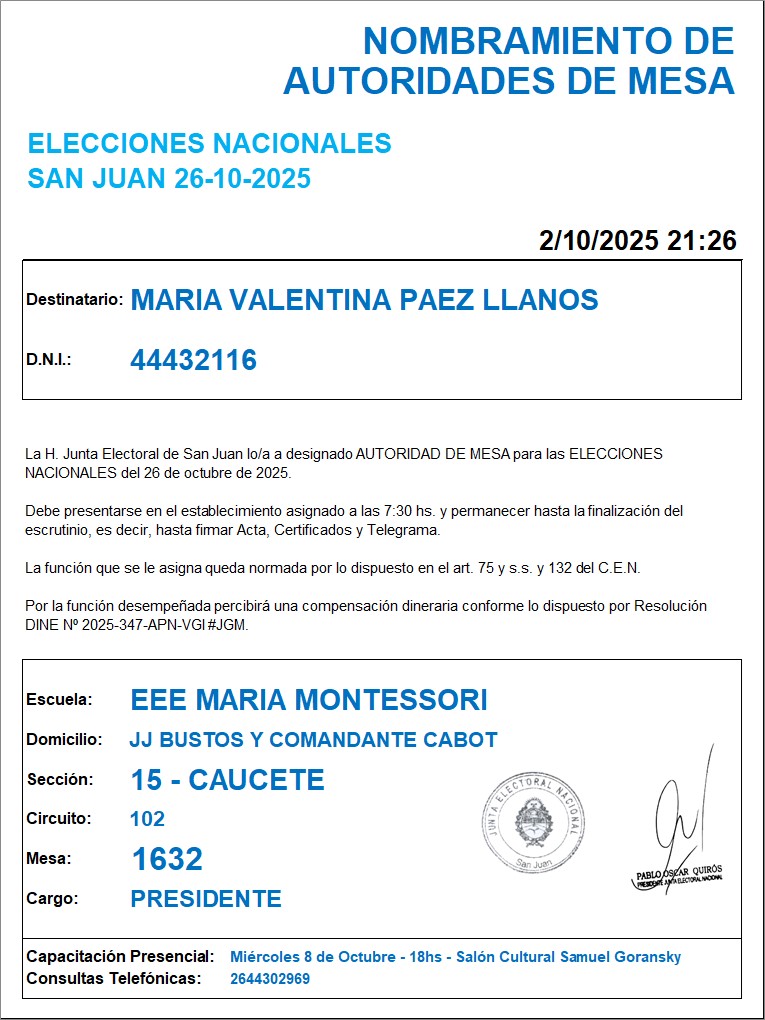 NOMBRAMIENTO DE
AUTORIDADES DE MESA
ELECCIONES NACIONALES
SAN JUAN 26-10-2025
2/10/2025 21:26
Destinatario: MARIA VALENTINA PAEZ LLANOS
D.N.I.: 44432116
La H. Junta Electoral de San Juan lo/a a designado AUTORIDAD DE MESA para las ELECCIONES
NACIONALES del 26 de octubre de 2025.
Debe presentarse en el establecimiento asignado a las 7:30 hs. y permanecer hasta la finalización del
escrutinio, es decir, hasta firmar Acta, Certificados y Telegrama.
La función que se le asigna queda normada por lo dispuesto en el art. 75 y s.s. y 132 del C.E.N.
Por la función desempeñada percibirá una compensación dineraria conforme lo dispuesto por Resolución
DINE Nº 2025-347-APN-VGI#JGM.
Escuela: EEE MARIA MONTESSORI
Domicilio: JJ BUSTOS Y COMANDANTE CABOT
Sección: 15 - CAUCETE
Circuito: 102
Mesa: 1632
Cargo: PRESIDENTE
JUNTA ELECTORAL NACIONAL
San Juan
PABLO OSCAR QUIRÓS
PRESIDENTE JUNTA ELECTORAL NACIONAL
Capacitación Presencial: Miércoles 8 de Octubre - 18hs - Salón Cultural Samuel Goransky
Consultas Telefónicas: 2644302969